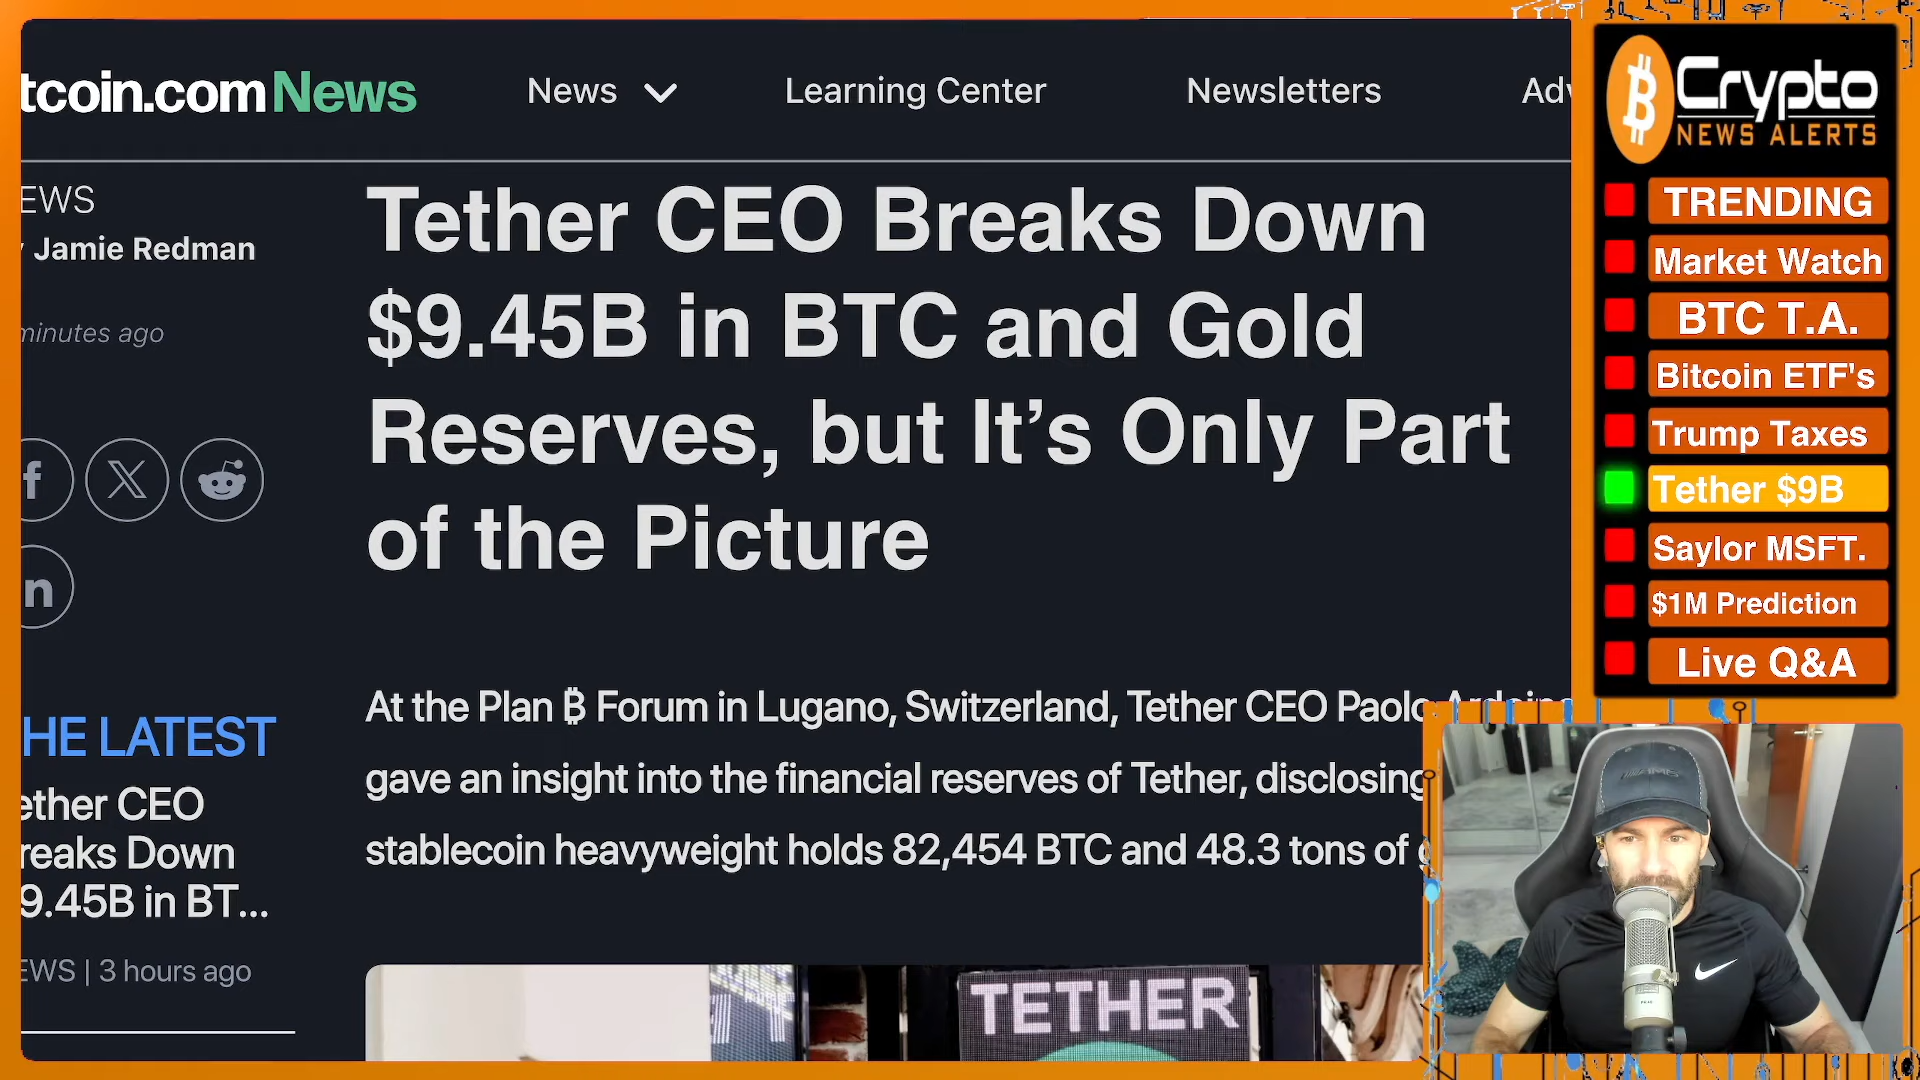 tcoin.com News
News
Learning Center
Newsletters
EWS
Jamie Redman
minutes ago
Tether CEO Breaks Down
$9.45B in BTC and Gold
Reserves, but It’s Only Part
of the Picture
f
X
in
At the Plan ₿ Forum in Lugano, Switzerland, Tether CEO Paolo Ardoino
gave an insight into the financial reserves of Tether, disclosing
stablecoin heavyweight holds 82,454 BTC and 48.3 tons of
HE LATEST
ether CEO
reaks Down
9.45B in BT...
EWS | 3 hours ago
TETHER
Crypto
NEWS ALERTS
TRENDING
Market Watch
BTC T.A.
Bitcoin ETF's
Trump Taxes
Tether $9B
Saylor MSFT.
$1M Prediction
Live Q&A